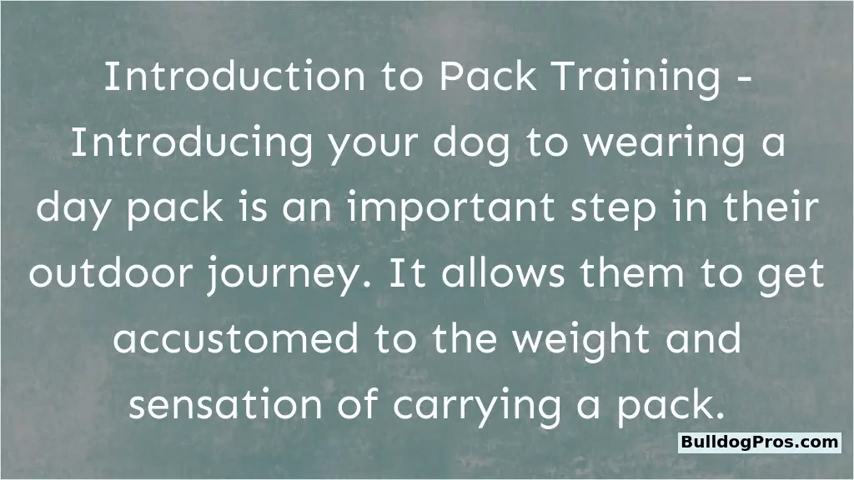 Introduction to Pack Training -
Introducing your dog to wearing a
day pack is an important step in their
outdoor journey. It allows them to get
accustomed to the weight and
sensation of carrying a pack.
BulldogPros.com